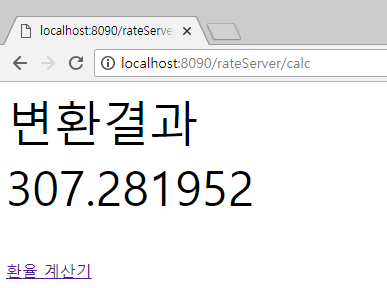 localhost:8090/rateServe
localhost:8090/rateServer/calc
변환결과
307.281952
환율 계산기